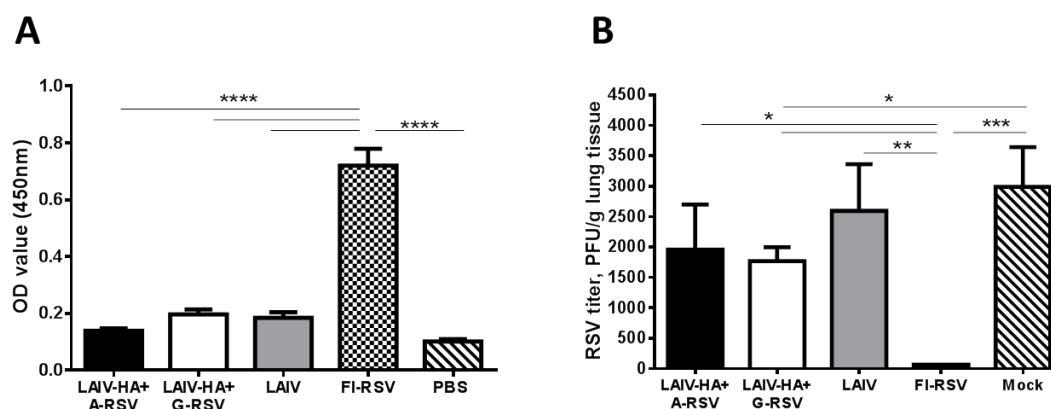 A
OD value (450nm)
1.0
0.8
0.6
0.4
0.2
0.0
****
****
LAIV-HA+
A-RSV
LAIV-HA+
G-RSV
LAIV
FI-RSV
PBS
B
RSV titer, PFU/g lung tissue
4500
4000
3500
3000
2500
2000
1500
1000
500
0
*
*
***
**
LAIV-HA+
A-RSV
LAIV-HA+
G-RSV
LAIV
FI-RSV
Mock